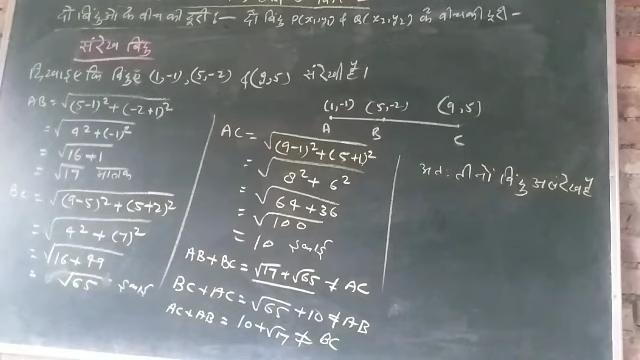 दो बिंदुओं के बीच की दूरी :— दो बिंदु P(x₁,y₁) & Q(x₂,y₂) के बीच की दूरी -
संरेख बिंदु
दिखाइए कि बिंदुएँ (1,-1), (5,-2) & (9,5) संरेखी है।
AB = √(5-1)²+(-2+1)²
= √4²+(-1)²
= √16+1
= √17 मात्रक
BC = √(9-5)²+(5+2)²
= √4²+(7)²
= √16+49
= √65 इकाई
(1,-1) (5,-2) (9,5)
A B C
AC = √(9-1)²+(5+1)²
= √8²+6²
= √64+36
= √100
= 10 इकाई
AB+BC = √17+√65 ≠ AC
BC+AC = √65+10 ≠ AB
AC+AB = 10+√17 ≠ BC
अतः तीनों बिंदु असंरेख है